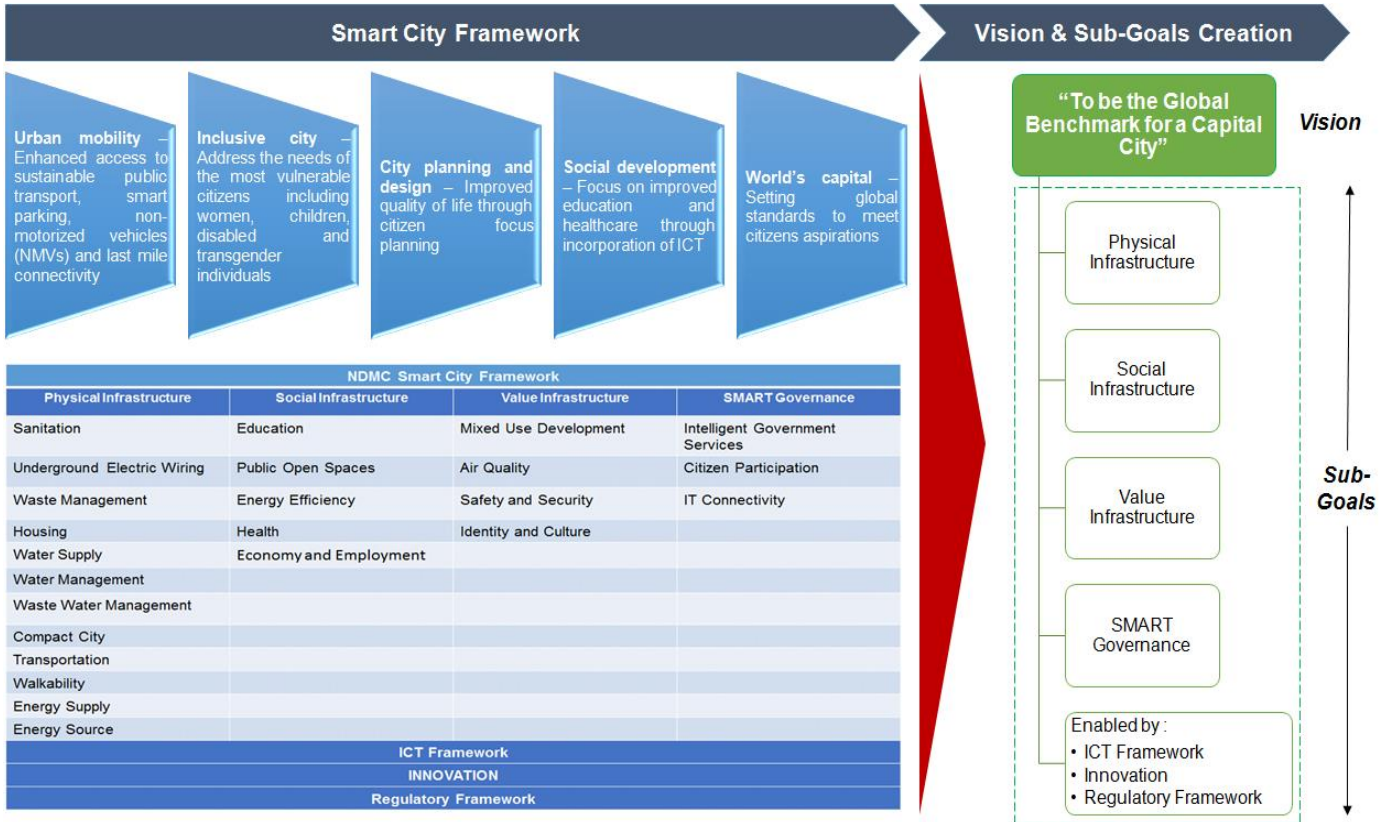 Smart City Framework
Vision & Sub-Goals Creation
Urban mobility –
Enhanced access to
sustainable public
transport, smart
parking, non-
motorized vehicles
(NMVs) and last mile
connectivity
Inclusive city –
Address the needs of
the most vulnerable
citizens including
women, children,
disabled and
transgender
individuals
City planning and
design – Improved
quality of life through
citizen focus
planning
Social development
– Focus on improved
education and
healthcare through
incorporation of ICT
World's capital –
Setting global
standards to meet
citizens aspirations
NDMC Smart City Framework
Physical Infrastructure Social Infrastructure Value Infrastructure SMART Governance
Sanitation Education Mixed Use Development Intelligent Government
Services
Underground Electric Wiring Public Open Spaces Air Quality Citizen Participation
Waste Management Energy Efficiency Safety and Security IT Connectivity
Housing Health Identity and Culture
Water Supply Economy and Employment
Water Management
Waste Water Management
Compact City
Transportation
Walkability
Energy Supply
Energy Source
ICT Framework
INNOVATION
Regulatory Framework
“To be the Global
Benchmark for a Capital
City”
Vision
Physical
Infrastructure
Social
Infrastructure
Value
Infrastructure
SMART
Governance
Enabled by :
• ICT Framework
• Innovation
• Regulatory Framework
Sub-
Goals